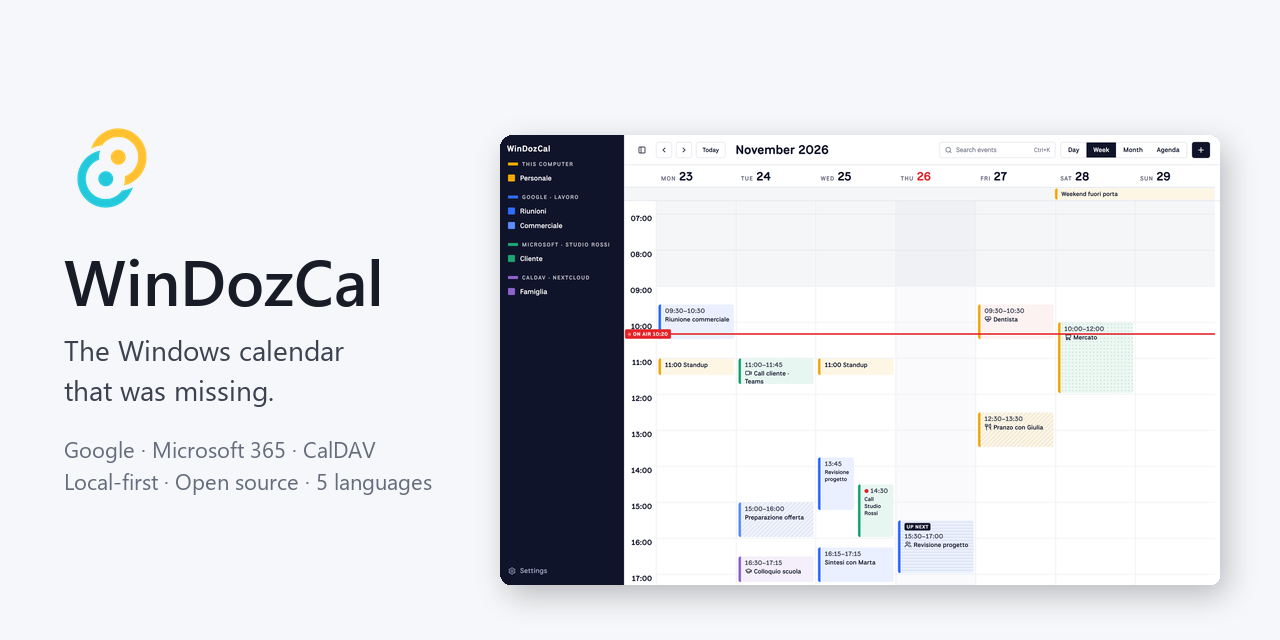 WinDozCal
The Windows calendar
that was missing.
Google · Microsoft 365 · CalDAV
Local-first · Open source · 5 languages
WinDozCal
THIS COMPUTER
Personale
GOOGLE · LAVORO
Riunioni
Commerciale
MICROSOFT · STUDIO ROSSI
Cliente
CALDAV · NEXTCLOUD
Famiglia
Settings
Today
November 2026
Search events
Ctrl+K
Day
Week
Month
Agenda
MON 23
TUE 24
WED 25
THU 26
FRI 27
SAT 28
SUN 29
Weekend fuori porta
07:00
08:00
09:00
10:00
ON AIR 10:20
11:00
12:00
13:00
14:00
15:00
16:00
17:00
09:30–10:30
Riunione commerciale
11:00 Standup
11:00–11:45
Call cliente ·
Teams
15:00–16:00
Preparazione offerta
16:30–17:15
Colloquio scuola
11:00 Standup
13:45
Revisione
progetto
14:30
Call
Studio
Rossi
16:15–17:15
Sintesi con Marta
UP NEXT
15:30–17:00
Revisione progetto
09:30–10:30
Dentista
12:30–13:30
Pranzo con Giulia
10:00–12:00
Mercato